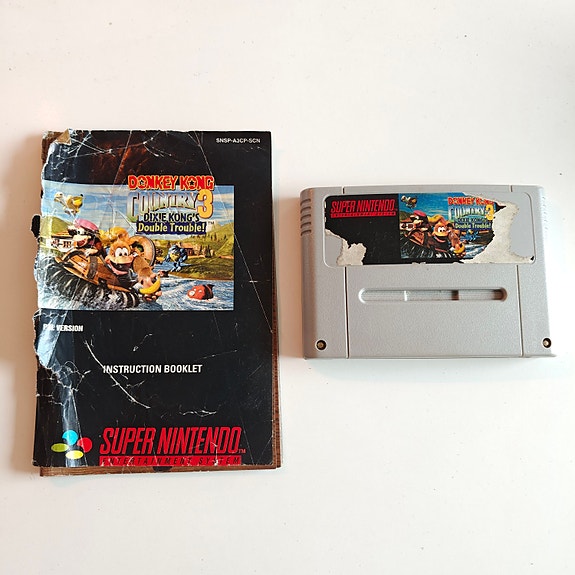 SNSP-A3CP-SCN
DONKEY KONG
COUNTRY 3
DIXIE KONG'S
Double Trouble!
VERSION
INSTRUCTION BOOKLET
SUPER NINTENDO
TM
ENTERTAINMENT SYSTEM
SUPER NINTENDO
ENTERTAINMENT SYSTEM
DONKEY KONG
COUNTRY 3
DIXIE KONG'S
Double Trouble!